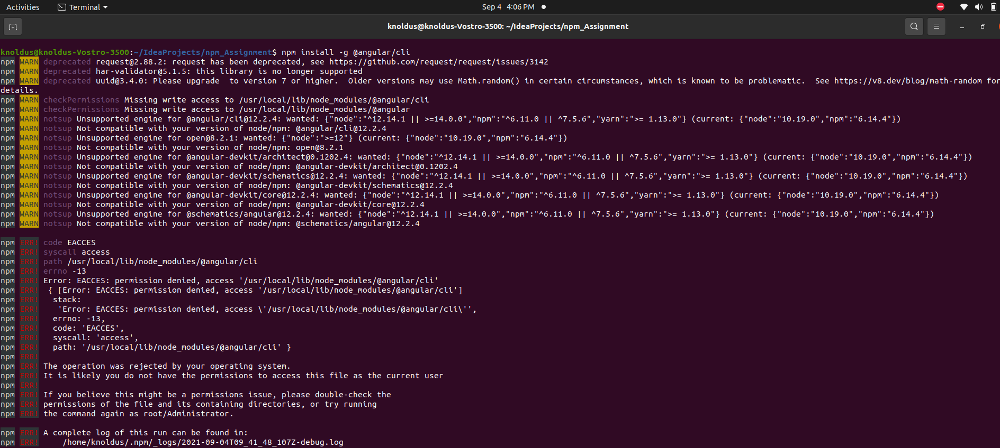 Activities Terminal Sep 4 4:06 PM
knoldus@knoldus-Vostro-3500: ~/IdeaProjects/npm_Assignment
knoldus@knoldus-Vostro-3500:~/IdeaProjects/npm_Assignment$ npm install -g @angular/cli
npm WARN deprecated request@2.88.2: request has been deprecated, see https://github.com/request/request/issues/3142
npm WARN deprecated har-validator@5.1.5: this library is no longer supported
npm WARN deprecated uuid@3.4.0: Please upgrade  to version 7 or higher.  Older versions may use Math.random() in certain circumstances, which is known to be problematic.  See https://v8.dev/blog/math-random for
details.
npm WARN checkPermissions Missing write access to /usr/local/lib/node_modules/@angular/cli
npm WARN checkPermissions Missing write access to /usr/local/lib/node_modules/@angular
npm WARN notsup Unsupported engine for @angular/cli@12.2.4: wanted: {"node":"^12.14.1 || >=14.0.0","npm":"^6.11.0 || ^7.5.6","yarn":">= 1.13.0"} (current: {"node":"10.19.0","npm":"6.14.4"})
npm WARN notsup Not compatible with your version of node/npm: @angular/cli@12.2.4
npm WARN notsup Unsupported engine for open@8.2.1: wanted: {"node":">=12"} (current: {"node":"10.19.0","npm":"6.14.4"})
npm WARN notsup Not compatible with your version of node/npm: open@8.2.1
npm WARN notsup Unsupported engine for @angular-devkit/architect@0.1202.4: wanted: {"node":"^12.14.1 || >=14.0.0","npm":"^6.11.0 || ^7.5.6","yarn":">= 1.13.0"} (current: {"node":"10.19.0","npm":"6.14.4"})
npm WARN notsup Not compatible with your version of node/npm: @angular-devkit/architect@0.1202.4
npm WARN notsup Unsupported engine for @angular-devkit/schematics@12.2.4: wanted: {"node":"^12.14.1 || >=14.0.0","npm":"^6.11.0 || ^7.5.6","yarn":">= 1.13.0"} (current: {"node":"10.19.0","npm":"6.14.4"})
npm WARN notsup Not compatible with your version of node/npm: @angular-devkit/schematics@12.2.4
npm WARN notsup Unsupported engine for @angular-devkit/core@12.2.4: wanted: {"node":"^12.14.1 || >=14.0.0","npm":"^6.11.0 || ^7.5.6","yarn":">= 1.13.0"} (current: {"node":"10.19.0","npm":"6.14.4"})
npm WARN notsup Not compatible with your version of node/npm: @angular-devkit/core@12.2.4
npm WARN notsup Unsupported engine for @schematics/angular@12.2.4: wanted: {"node":"^12.14.1 || >=14.0.0","npm":"^6.11.0 || ^7.5.6","yarn":">= 1.13.0"} (current: {"node":"10.19.0","npm":"6.14.4"})
npm WARN notsup Not compatible with your version of node/npm: @schematics/angular@12.2.4
npm ERR! code EACCES
npm ERR! syscall access
npm ERR! path /usr/local/lib/node_modules/@angular/cli
npm ERR! errno -13
npm ERR! Error: EACCES: permission denied, access '/usr/local/lib/node_modules/@angular/cli'
npm ERR!  { [Error: EACCES: permission denied, access '/usr/local/lib/node_modules/@angular/cli']
npm ERR!   stack:
npm ERR!    'Error: EACCES: permission denied, access \'/usr/local/lib/node_modules/@angular/cli\'',
npm ERR!   errno: -13,
npm ERR!   code: 'EACCES',
npm ERR!   syscall: 'access',
npm ERR!   path: '/usr/local/lib/node_modules/@angular/cli' }
npm ERR!
npm ERR! The operation was rejected by your operating system.
npm ERR! It is likely you do not have the permissions to access this file as the current user
npm ERR!
npm ERR! If you believe this might be a permissions issue, please double-check the
npm ERR! permissions of the file and its containing directories, or try running
npm ERR! the command again as root/Administrator.
npm ERR! A complete log of this run can be found in:
npm ERR!     /home/knoldus/.npm/_logs/2021-09-04T09_41_48_107Z-debug.log